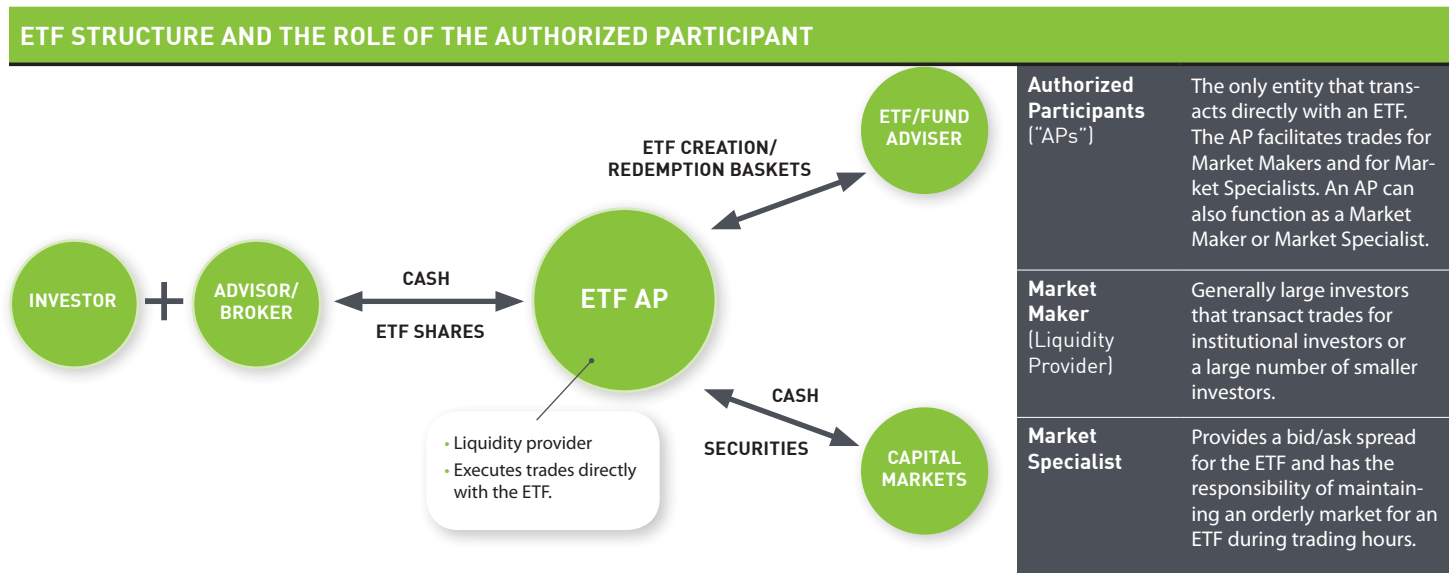 ETF STRUCTURE AND THE ROLE OF THE AUTHORIZED PARTICIPANT
INVESTOR
+
ADVISOR/
BROKER
CASH
ETF SHARES
ETF AP
• Liquidity provider
• Executes trades directly
with the ETF.
ETF CREATION/
REDEMPTION BASKETS
ETF/FUND
ADVISER
CASH
SECURITIES
CAPITAL
MARKETS
Authorized
Participants
("APs")
The only entity that trans-
acts directly with an ETF.
The AP facilitates trades for
Market Makers and for Mar-
ket Specialists. An AP can
also function as a Market
Maker or Market Specialist.
Market
Maker
(Liquidity
Provider)
Generally large investors
that transact trades for
institutional investors or
a large number of smaller
investors.
Market
Specialist
Provides a bid/ask spread
for the ETF and has the
responsibility of maintain-
ing an orderly market for an
ETF during trading hours.